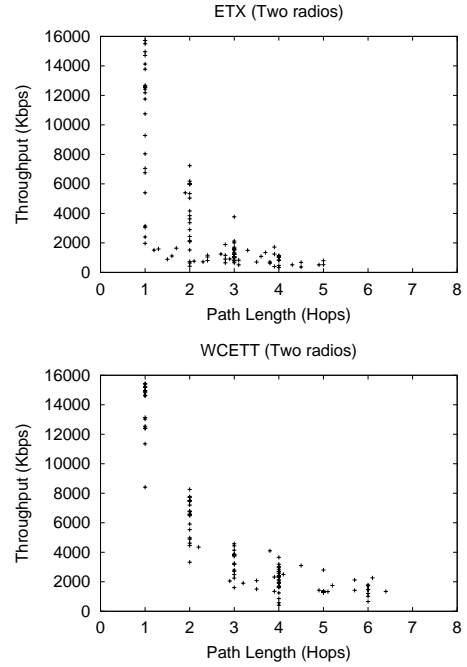 ETX (Two radios)
16000
14000
12000
10000
8000
6000
4000
2000
0
Throughput (Kbps)
0 1 2 3 4 5 6 7 8
Path Length (Hops)
WCETT (Two radios)
16000
14000
12000
10000
8000
6000
4000
2000
0
Throughput (Kbps)
0 1 2 3 4 5 6 7 8
Path Length (Hops)